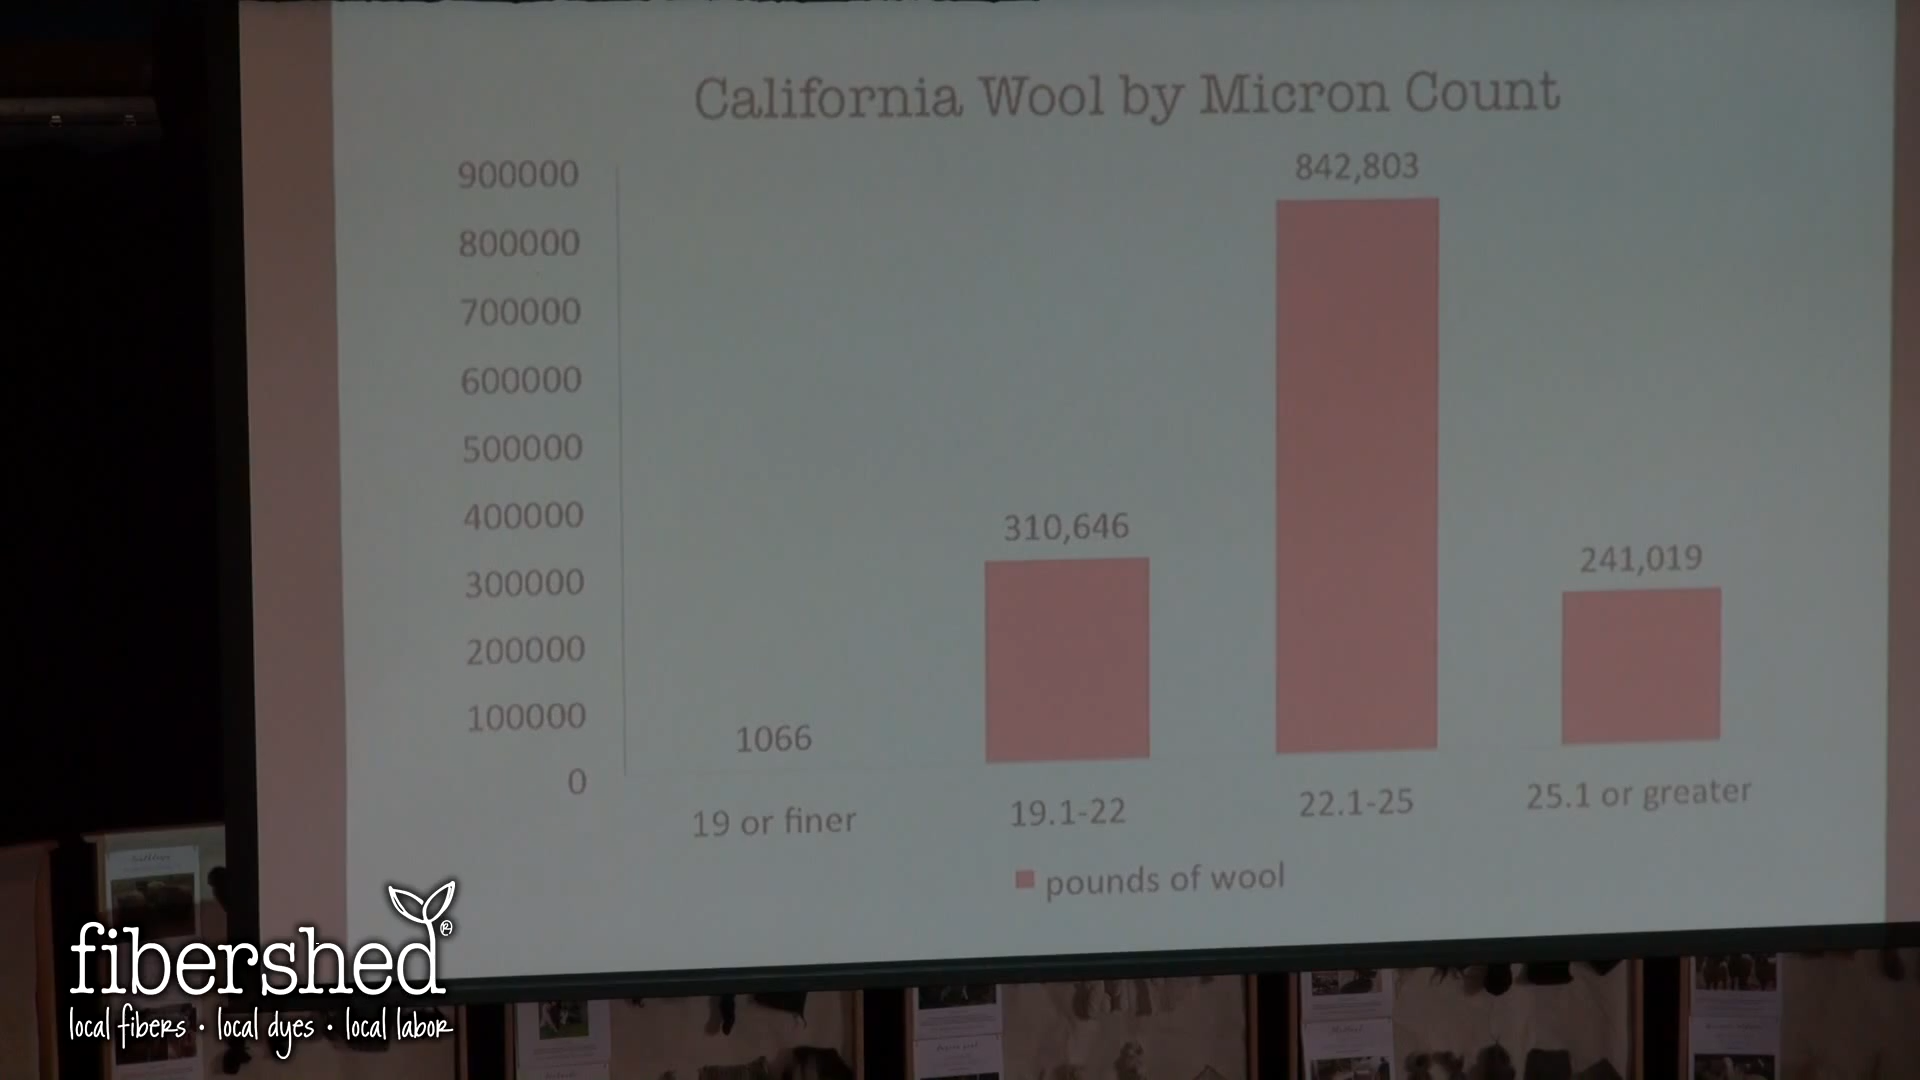 California Wool by Micron Count
900000
800000
700000
600000
500000
400000
300000
200000
100000
0
1066
310,646
842,803
241,019
19 or finer
19.1-22
22.1-25
25.1 or greater
pounds of wool
fibershed®
local fibers • local dyes • local labor